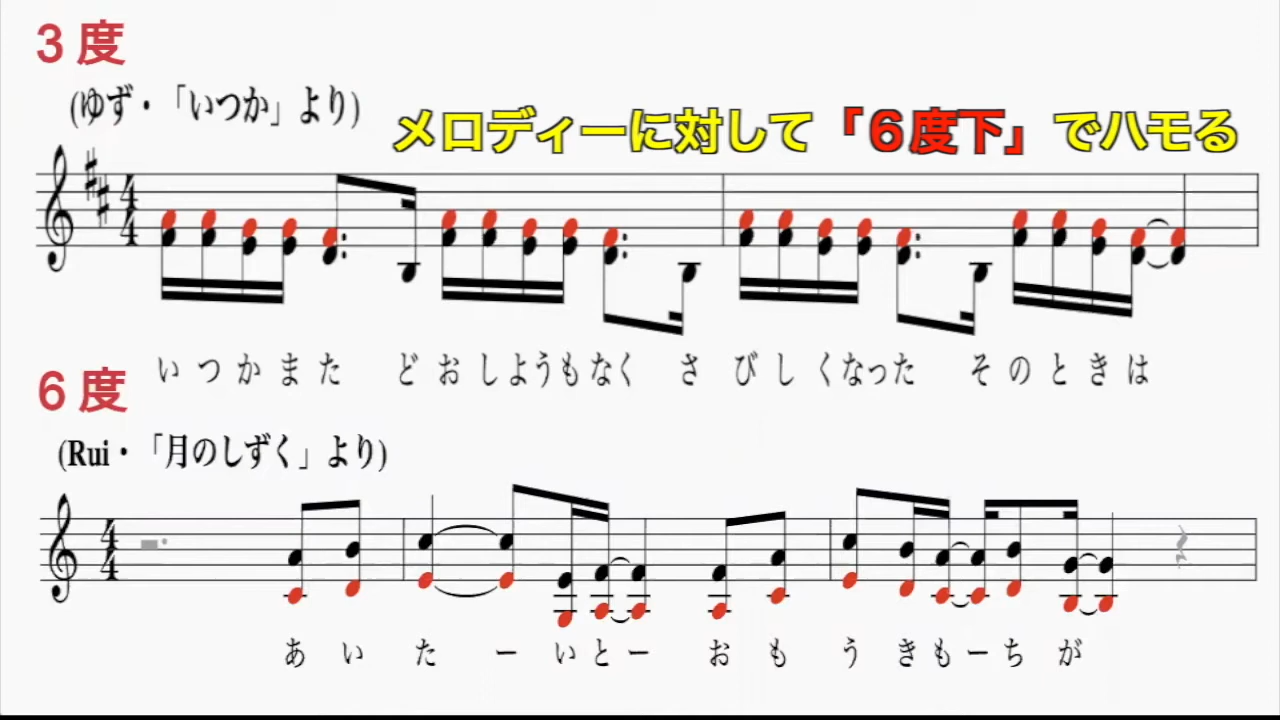 ３度
(ゆず・「いつか」より)
メロディーに対して「６度下」でハモる
いつかまた どおしようもなく さ びしくなった そのときは
６度
(Rui・「月のしずく」より)
あ い た ー いとー お も う きもーち が